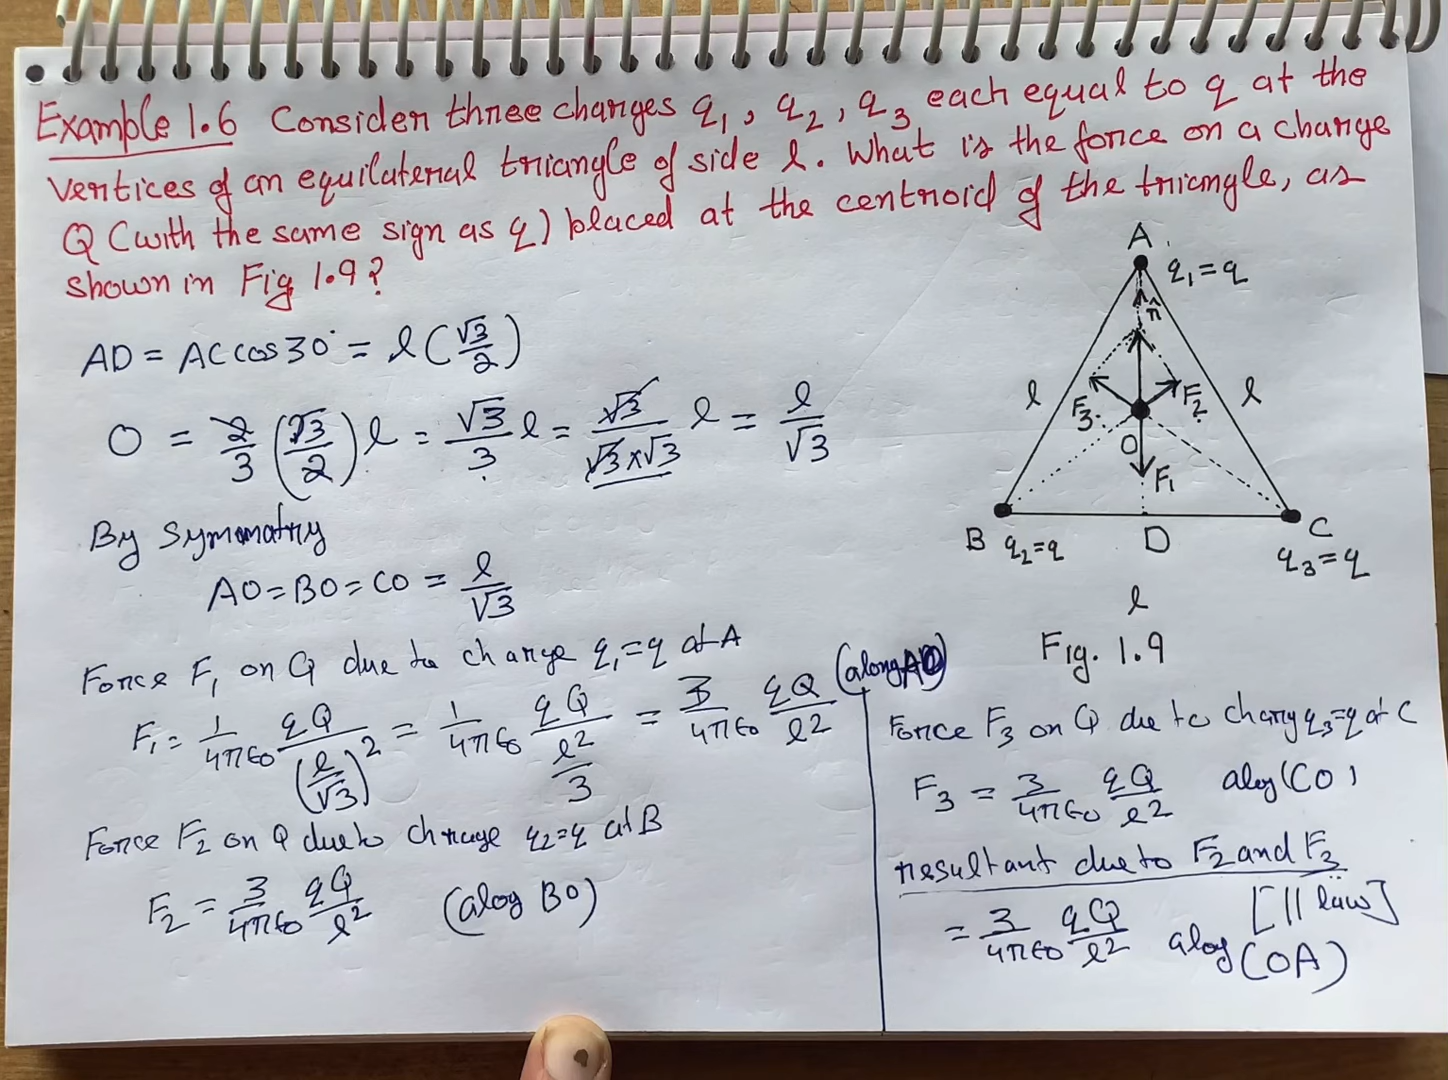 Example 1.6 Consider three charges q₁, q₂, q₃ each equal to q at the
vertices of an equilateral triangle of side l. What is the force on a charge
Q (with the same sign as q) placed at the centroid of the triangle, as
shown in Fig 1.9?
AD = AC cos 30° = l (√3/2)
O = 2/3 (√3/2) l = √3/3 l = √3/(√3×√3) l = l/√3
By Symmatry
AO = BO = CO = l/√3
Force F₁ on Q due to charge q₁=q at A
F₁ = 1/4πε₀ qQ/(l/√3)² = 1/4πε₀ qQ/(l²/3) = 3/4πε₀ qQ/l² (along AO)
Force F₂ on Q due to charge q₂=q at B
F₂ = 3/4πε₀ qQ/l² (alog BO)
A
q₁=q
n̂
l
l
F₃
F₂
O
F₁
B q₂=q
D
C
q₃=q
l
Fig. 1.9
Force F₃ on Q due to charg q₃=q at C
F₃ = 3/4πε₀ qQ/l² alog (CO)
resultant due to F₂ and F₃
[|| law]
= 3/4πε₀ qQ/l² alog (OA)